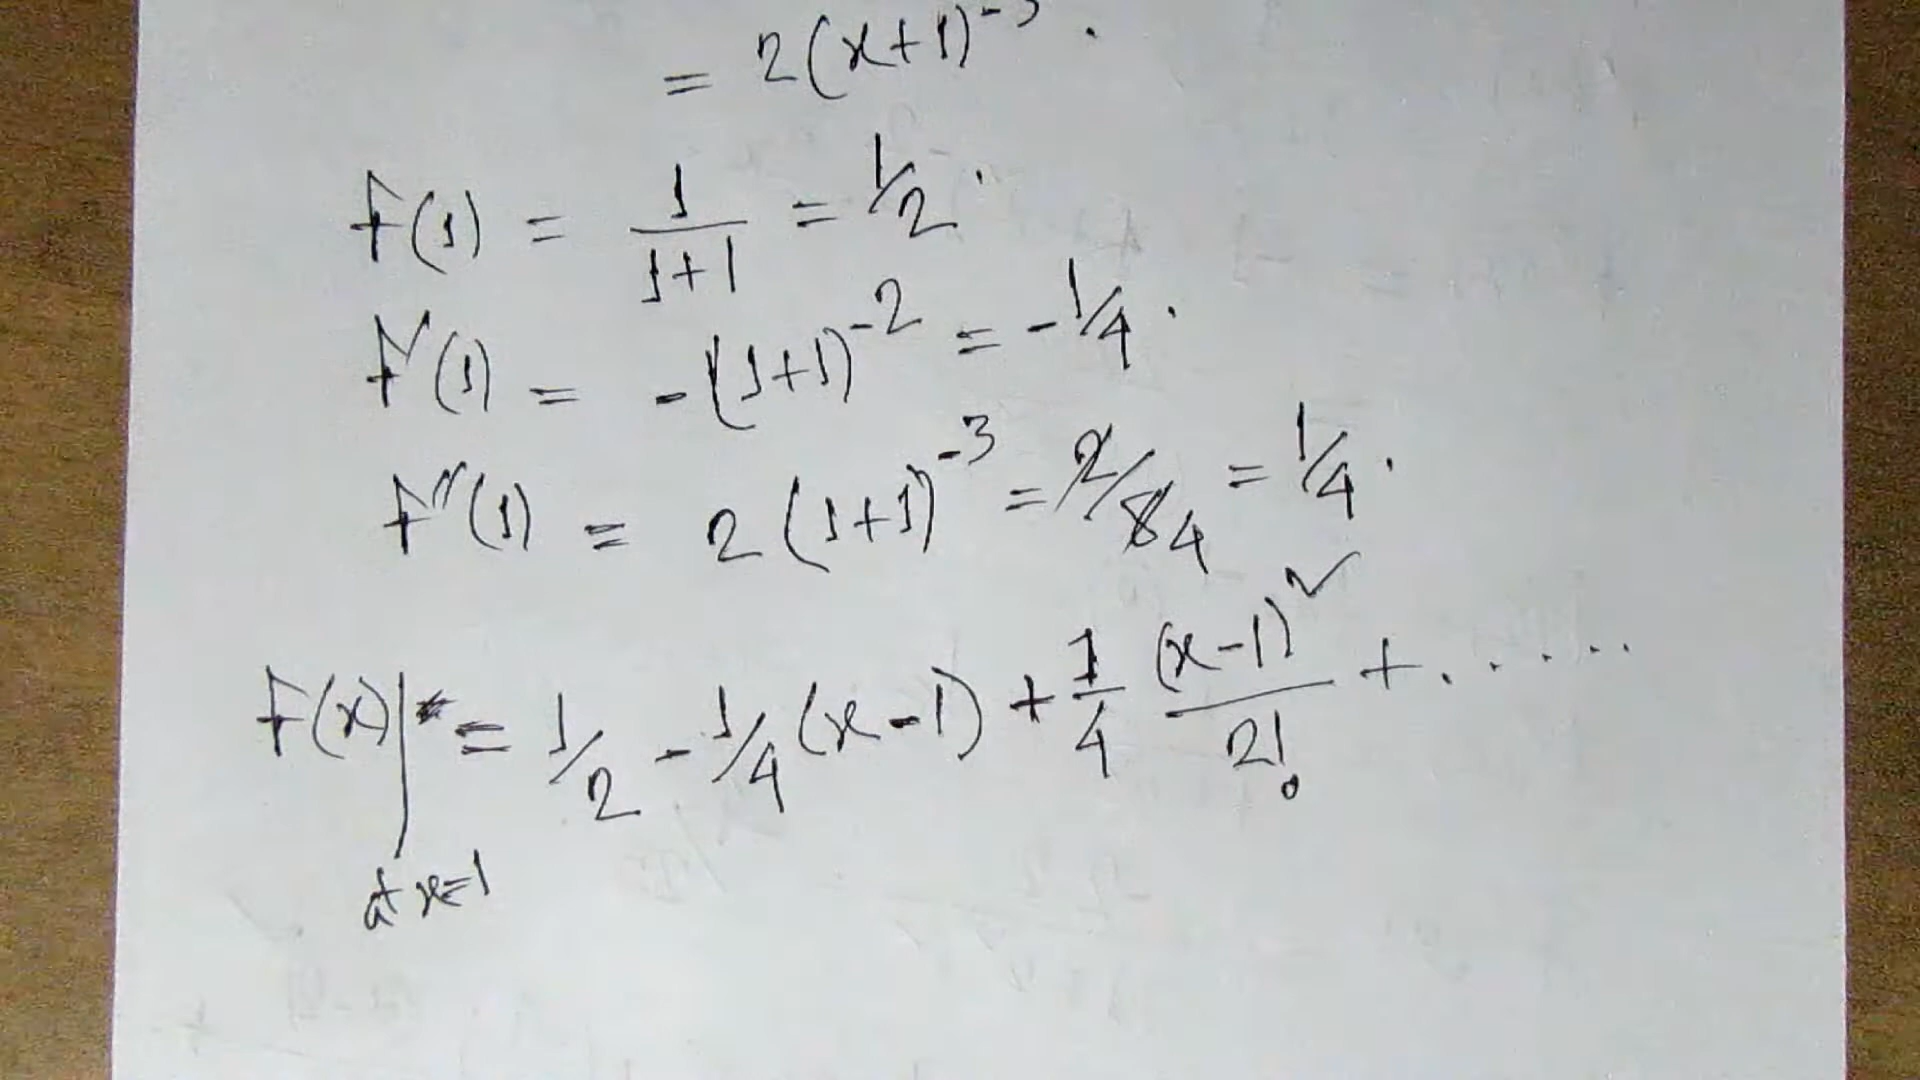 = 2(x+1)⁻³.
f(1) = 1/(1+1) = 1/2.
f'(1) = -(1+1)⁻² = -1/4.
f''(1) = 2(1+1)⁻³ = 2/8 4 = 1/4.
f(x)| = 1/2 - 1/4 (x-1) + 1/4 (x-1)²/2! + ......
at x=1